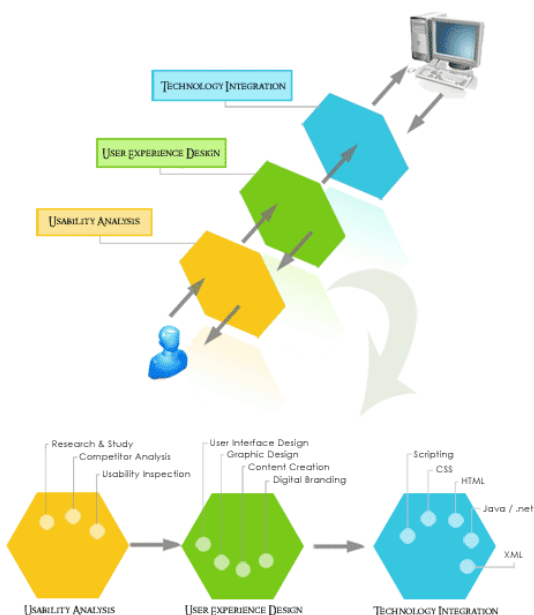 TECHNOLOGY INTEGRATION
USER EXPERIENCE DESIGN
USABILITY ANALYSIS
Research & Study
Competitor Analysis
Usability Inspection
User Interface Design
Graphic Design
Content Creation
Digital Branding
Scripting
CSS
HTML
Java / .net
XML
USABILITY ANALYSIS
USER EXPERIENCE DESIGN
TECHNOLOGY INTEGRATION